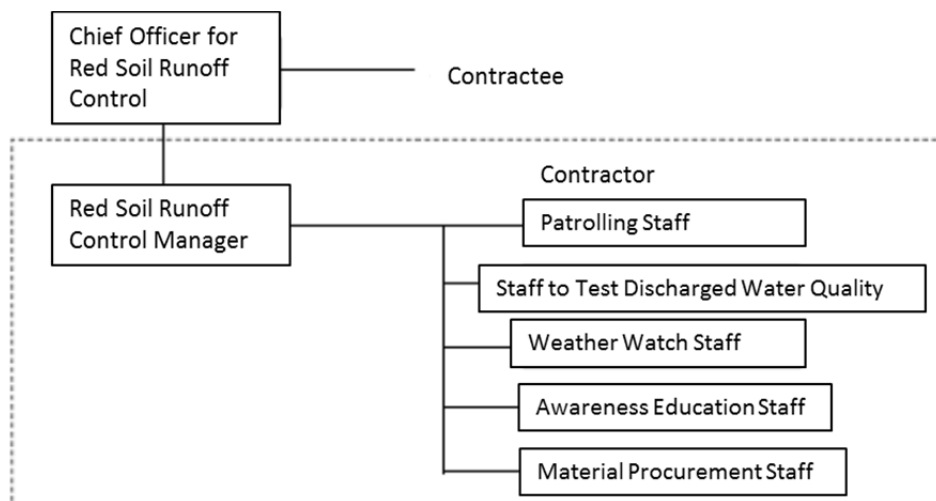 Chief Officer for
Red Soil Runoff
Control
Contractee
Red Soil Runoff
Control Manager
Contractor
Patrolling Staff
Staff to Test Discharged Water Quality
Weather Watch Staff
Awareness Education Staff
Material Procurement Staff